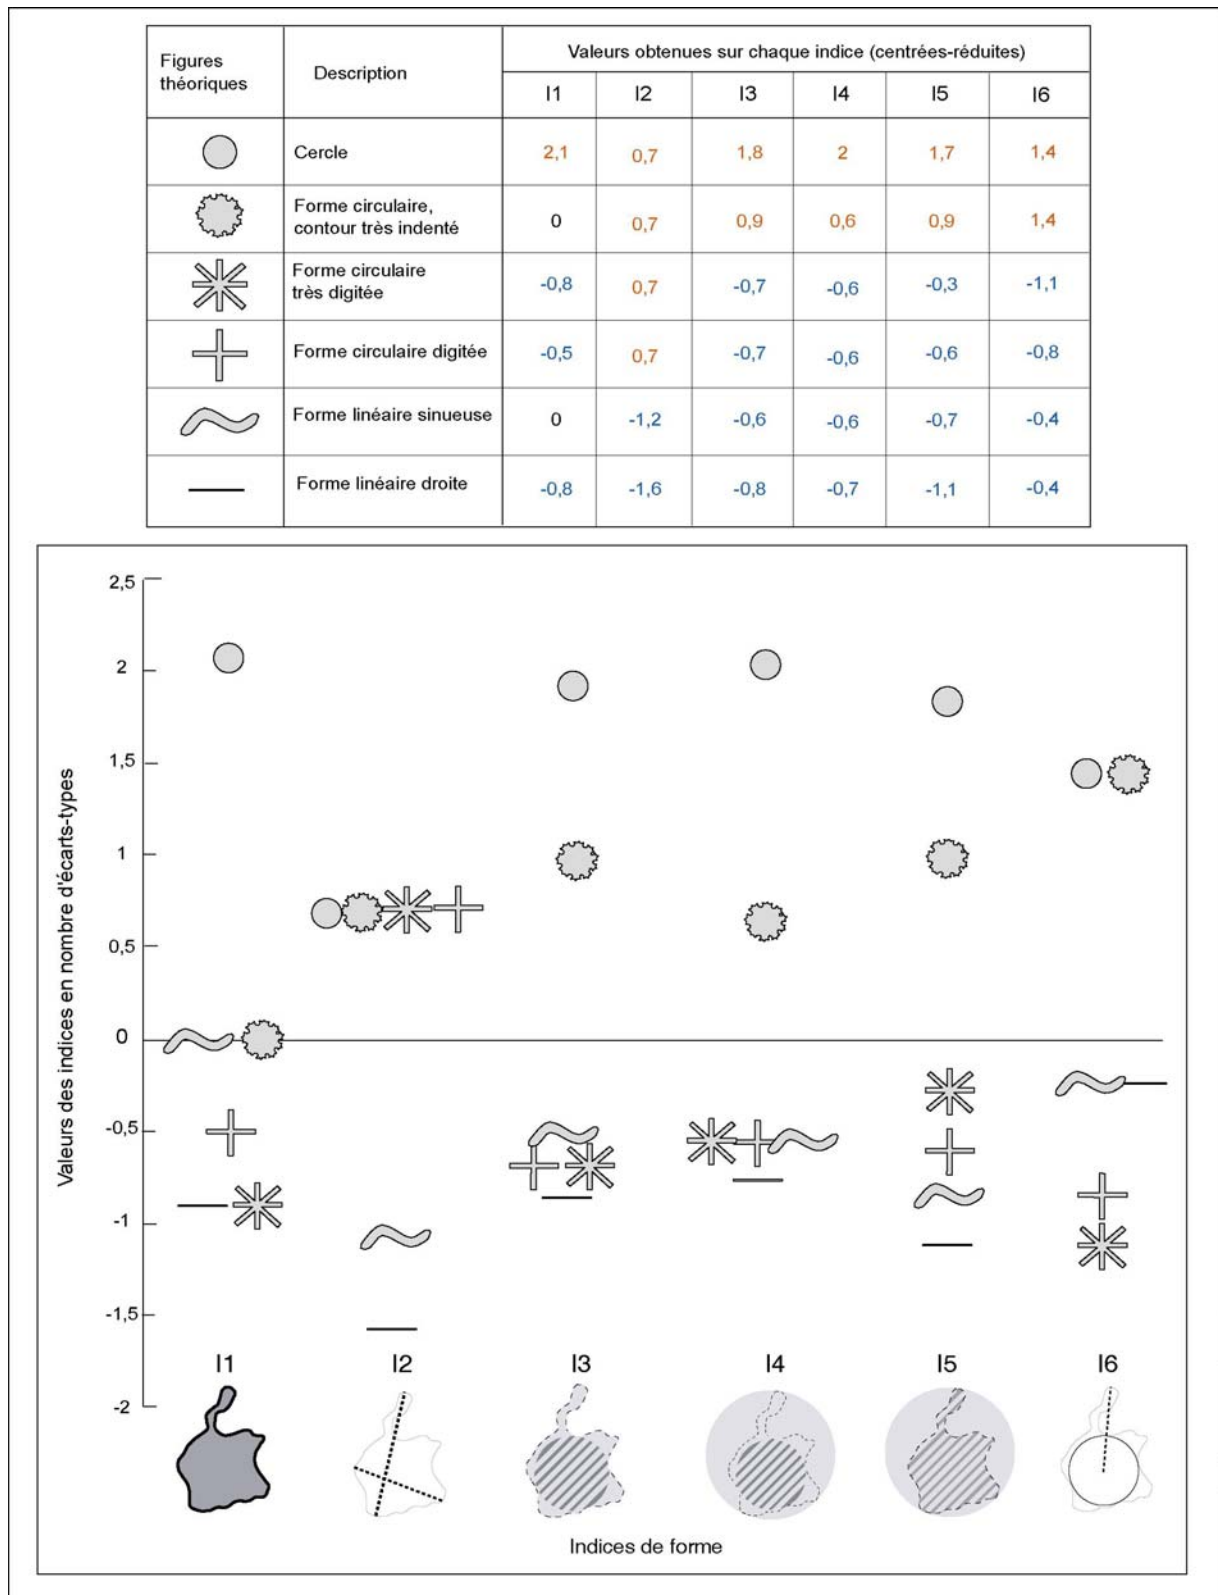 Figures
théoriques
Description
Valeurs obtenues sur chaque indice (centrées-réduites)
I1 I2 I3 I4 I5 I6
Cercle 2,1 0,7 1,8 2 1,7 1,4
Forme circulaire,
contour très indenté 0 0,7 0,9 0,6 0,9 1,4
Forme circulaire
très digitée -0,8 0,7 -0,7 -0,6 -0,3 -1,1
Forme circulaire digitée -0,5 0,7 -0,7 -0,6 -0,6 -0,8
Forme linéaire sinueuse 0 -1,2 -0,6 -0,6 -0,7 -0,4
Forme linéaire droite -0,8 -1,6 -0,8 -0,7 -1,1 -0,4
Valeurs des indices en nombre d'écarts-types
2,5
2
1,5
1
0,5
0
-0,5
-1
-1,5
-2
I1 I2 I3 I4 I5 I6
Indices de forme